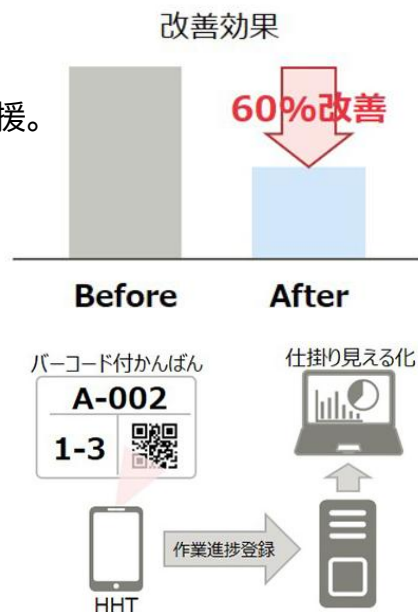 改善効果
援。
60%改善
Before
After
バーコード付かんばん
仕掛り見える化
A-002
1-3
作業進捗登録
HHT